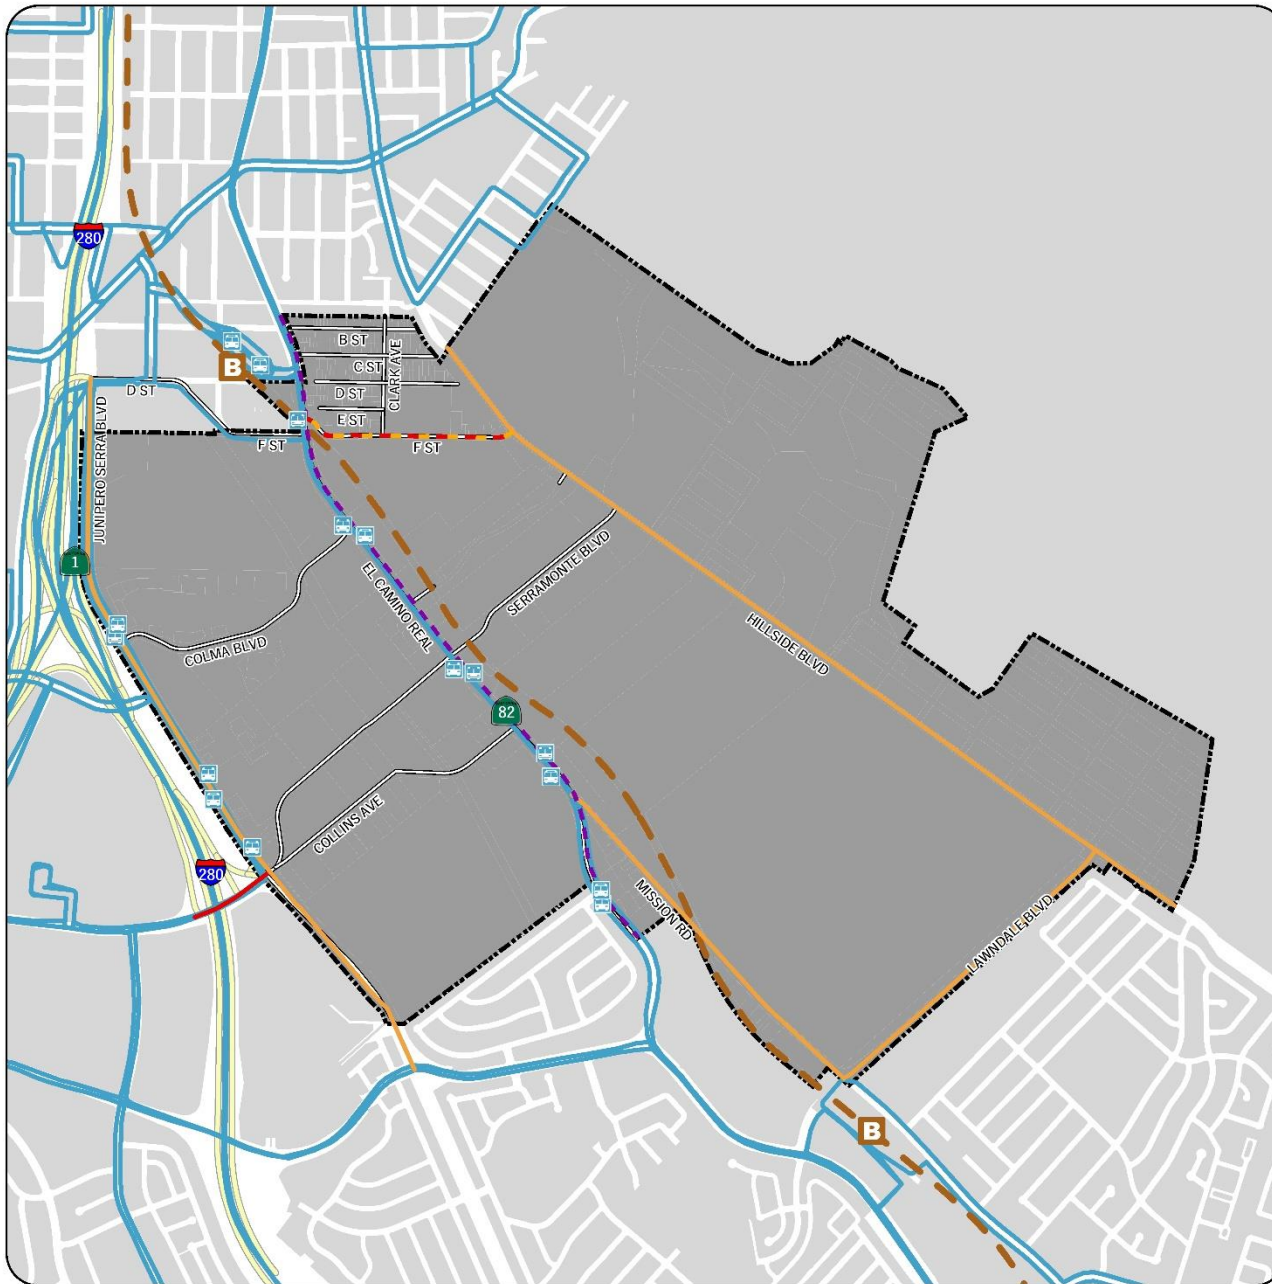 280
B ST
C ST
CLARK AVE
B
D ST
D ST
E ST
F ST
F ST
JUNIPERO SERRA BLVD
1
EL CAMINO REAL
SERRAMONTE BLVD
COLMA BLVD
HILLSIDE BLVD
82
COLLINS AVE
280
MISSION RD
LAWNDALE BLVD
B